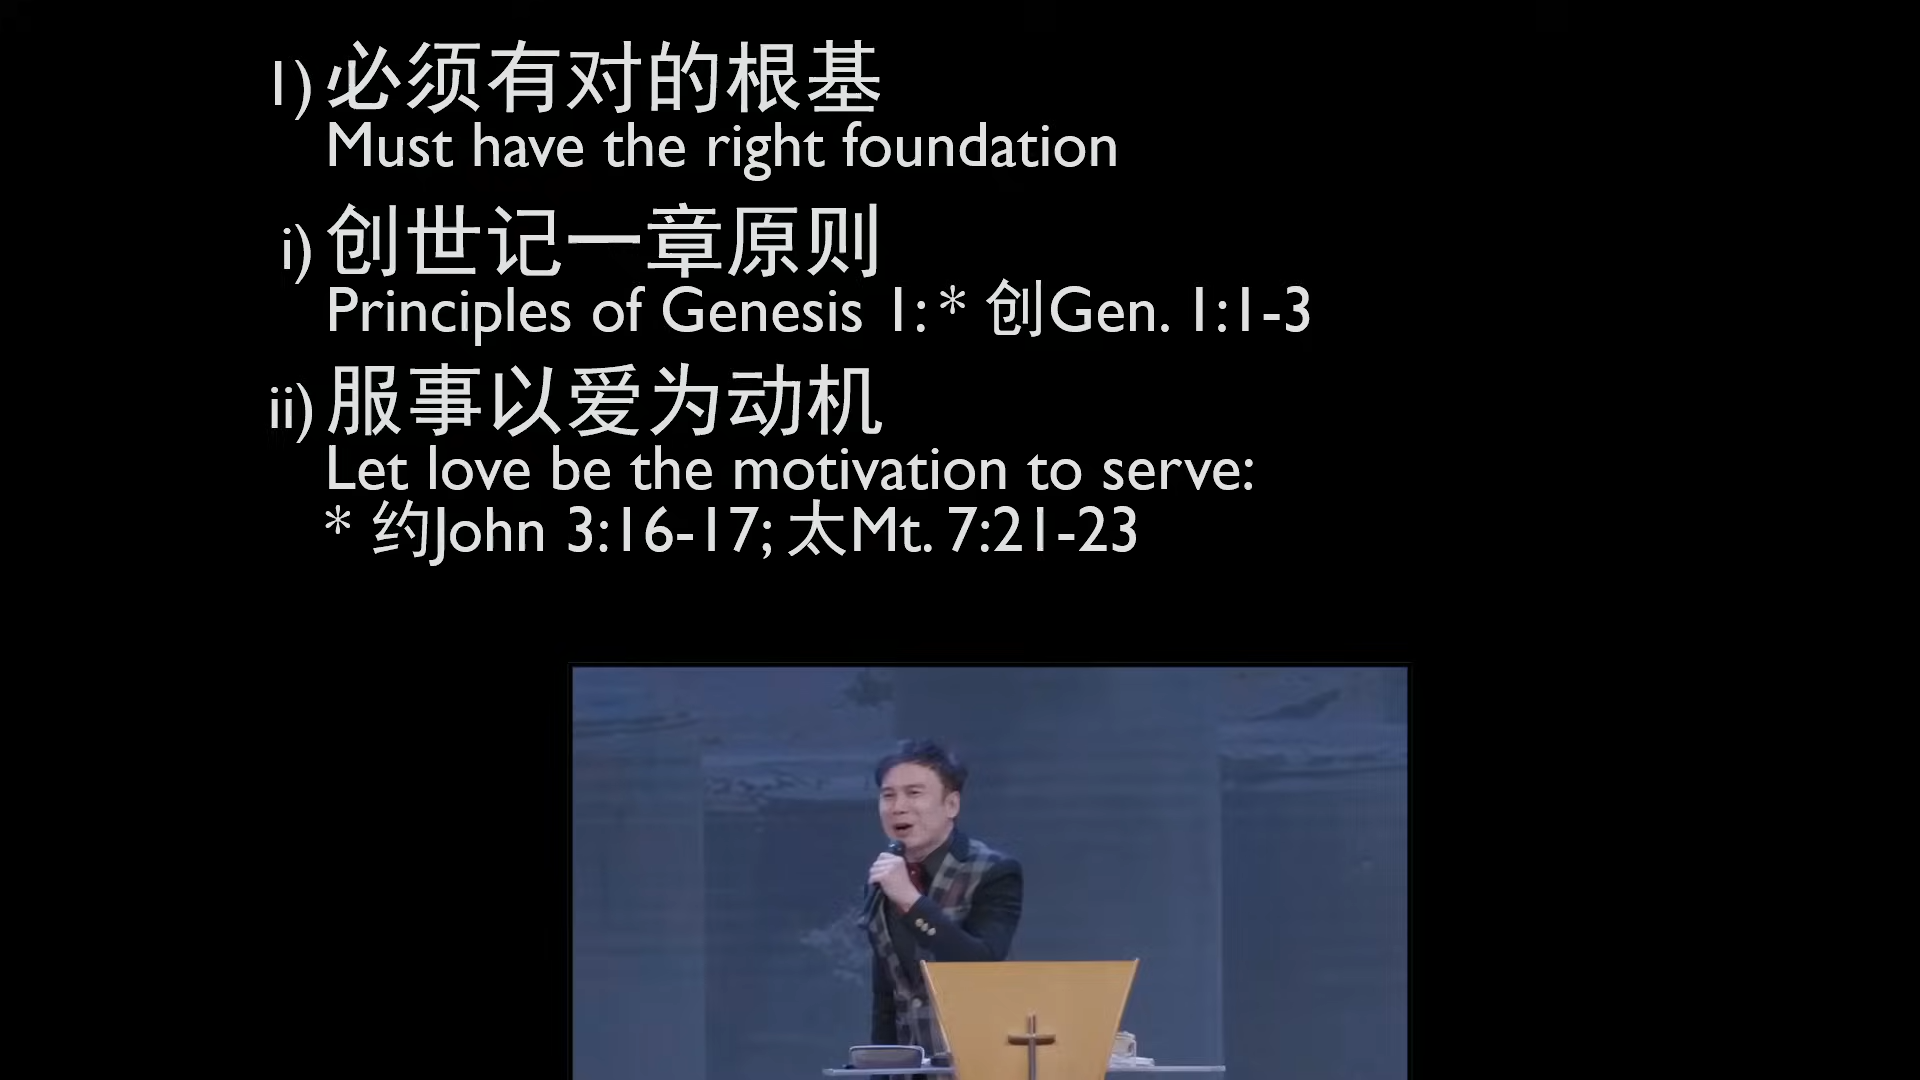 1) 必须有对的根基
Must have the right foundation
i) 创世记一章原则
Principles of Genesis 1: * 创Gen. 1:1-3
ii) 服事以爱为动机
Let love be the motivation to serve:
* 约John 3:16-17; 太Mt. 7:21-23